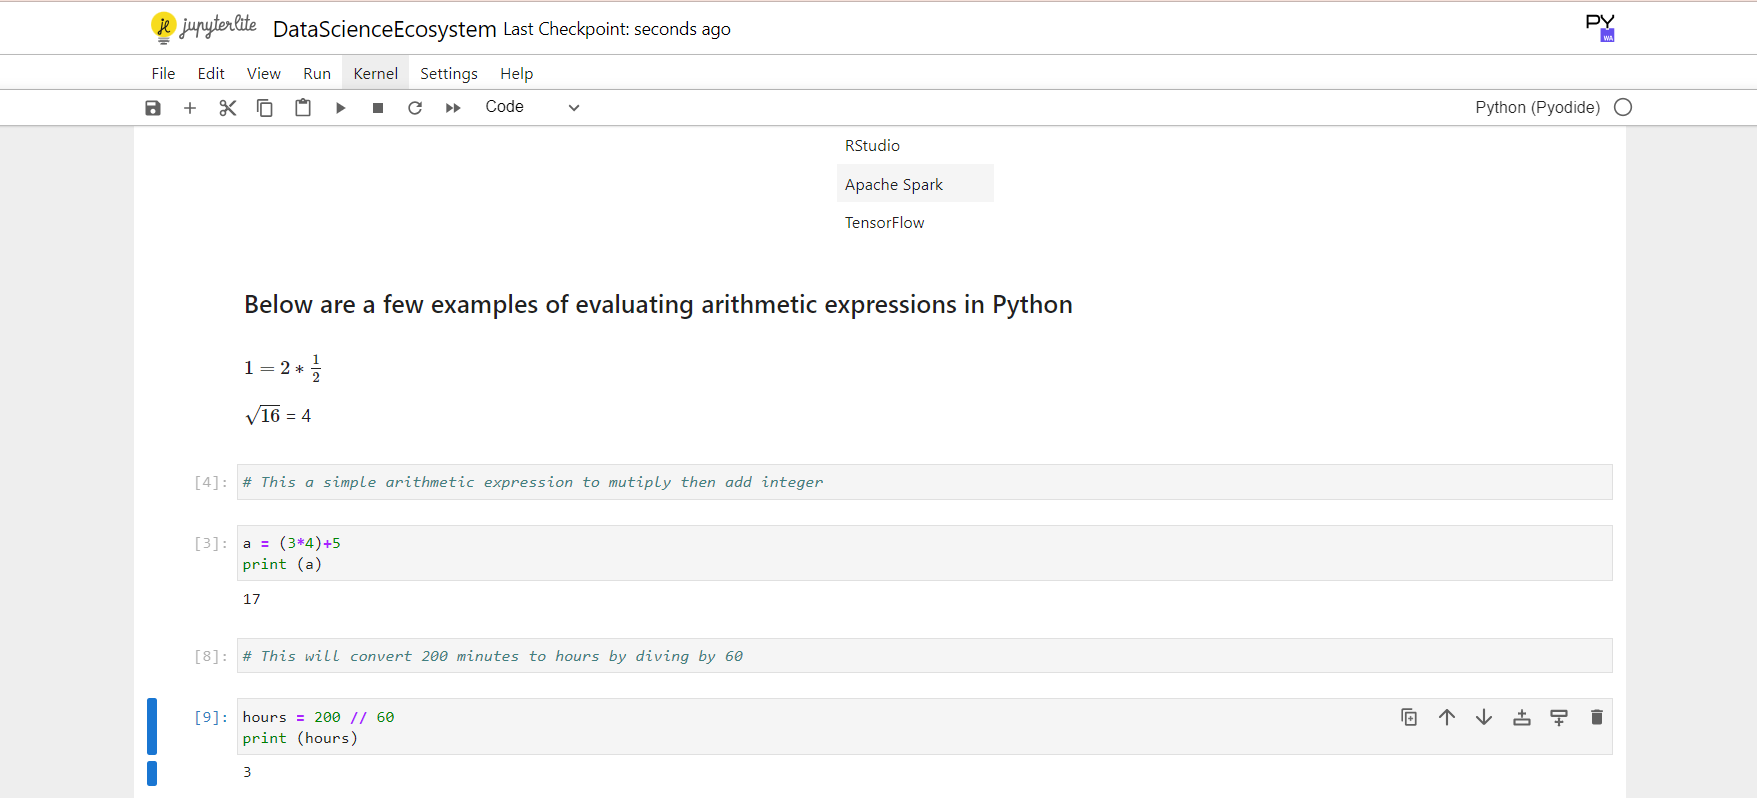 jupyterlite DataScienceEcosystem Last Checkpoint: seconds ago
PY
WA
File Edit View Run Kernel Settings Help
Code Python (Pyodide)
RStudio
Apache Spark
TensorFlow
Below are a few examples of evaluating arithmetic expressions in Python
1 = 2 * 1/2
√16 = 4
[4]: # This a simple arithmetic expression to mutiply then add integer
[3]: a = (3*4)+5
print (a)
17
[8]: # This will convert 200 minutes to hours by diving by 60
[9]: hours = 200 // 60
print (hours)
3